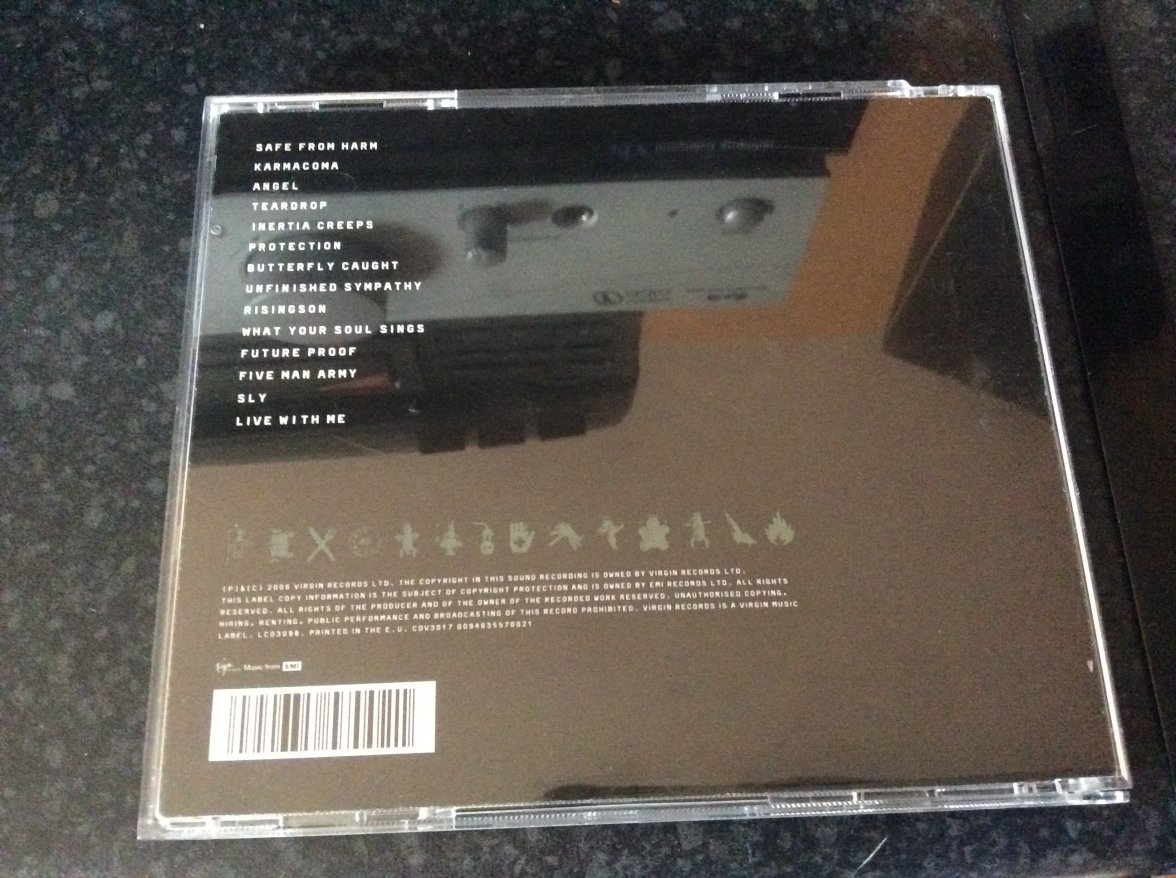 SAFE FROM HARM
KARMACOMA
ANGEL
TEARDROP
INERTIA CREEPS
PROTECTION
BUTTERFLY CAUGHT
UNFINISHED SYMPATHY
RISINGSON
WHAT YOUR SOUL SINGS
FUTURE PROOF
FIVE MAN ARMY
SLY
LIVE WITH ME
(P)&(C) 2006 VIRGIN RECORDS LTD. THE COPYRIGHT IN THIS SOUND RECORDING IS OWNED BY VIRGIN RECORDS LTD.
THIS LABEL COPY INFORMATION IS THE SUBJECT OF COPYRIGHT PROTECTION AND IS OWNED BY EMI RECORDS LTD. ALL RIGHTS
RESERVED. ALL RIGHTS OF THE PRODUCER AND OF THE OWNER OF THE RECORDED WORK RESERVED. UNAUTHORISED COPYING,
HIRING, RENTING, PUBLIC PERFORMANCE AND BROADCASTING OF THIS RECORD PROHIBITED. VIRGIN RECORDS IS A VIRGIN MUSIC
LABEL. LC03098. PRINTED IN THE E.U. CDV3017 0094635570021
Virgin Music from EMI